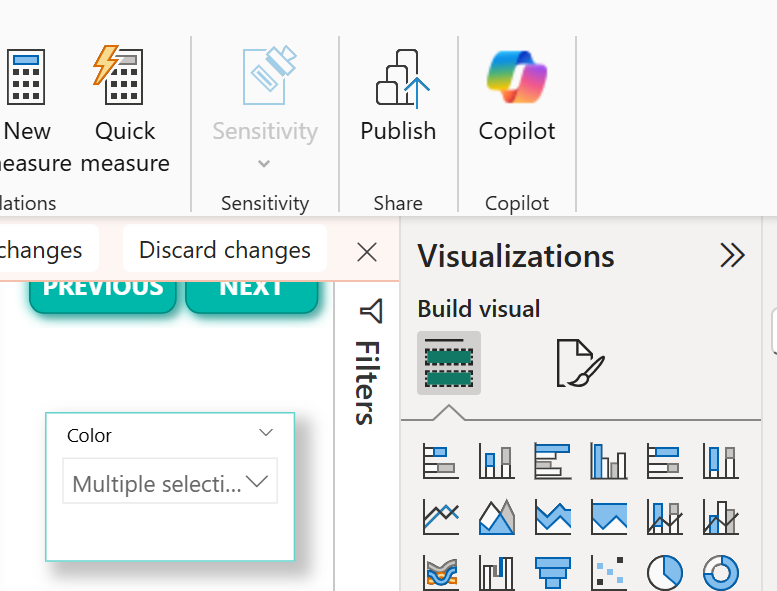 New
measure
Quick
measure
Sensitivity
Publish
Copilot
lations
Sensitivity
Share
Copilot
changes
Discard changes
Visualizations
PREVIOUS
NEXT
Build visual
Filters
Color
Multiple selecti...